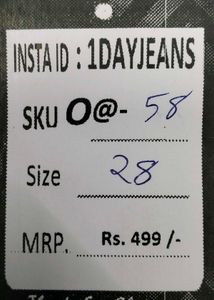 INSTA ID : 1DAYJEANS
SKU O@- 58
Size 28
MRP. Rs. 499 /-